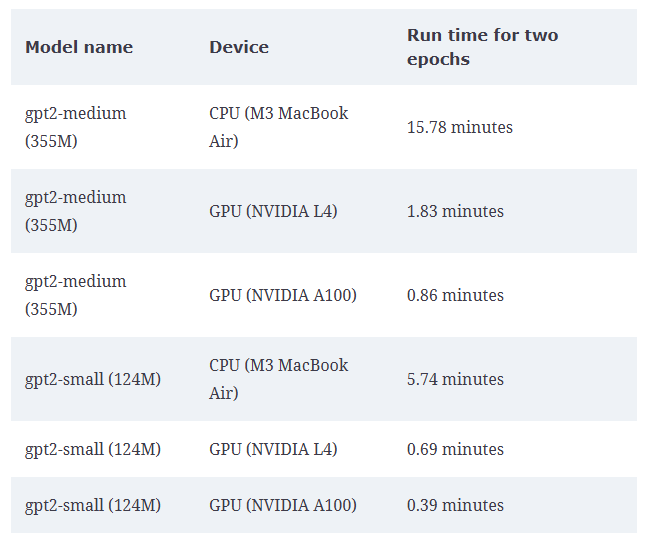 Model name Device Run time for two
epochs
gpt2-medium CPU (M3 MacBook
(355M) Air) 15.78 minutes
gpt2-medium
(355M) GPU (NVIDIA L4) 1.83 minutes
gpt2-medium
(355M) GPU (NVIDIA A100) 0.86 minutes
gpt2-small (124M) CPU (M3 MacBook
Air) 5.74 minutes
gpt2-small (124M) GPU (NVIDIA L4) 0.69 minutes
gpt2-small (124M) GPU (NVIDIA A100) 0.39 minutes